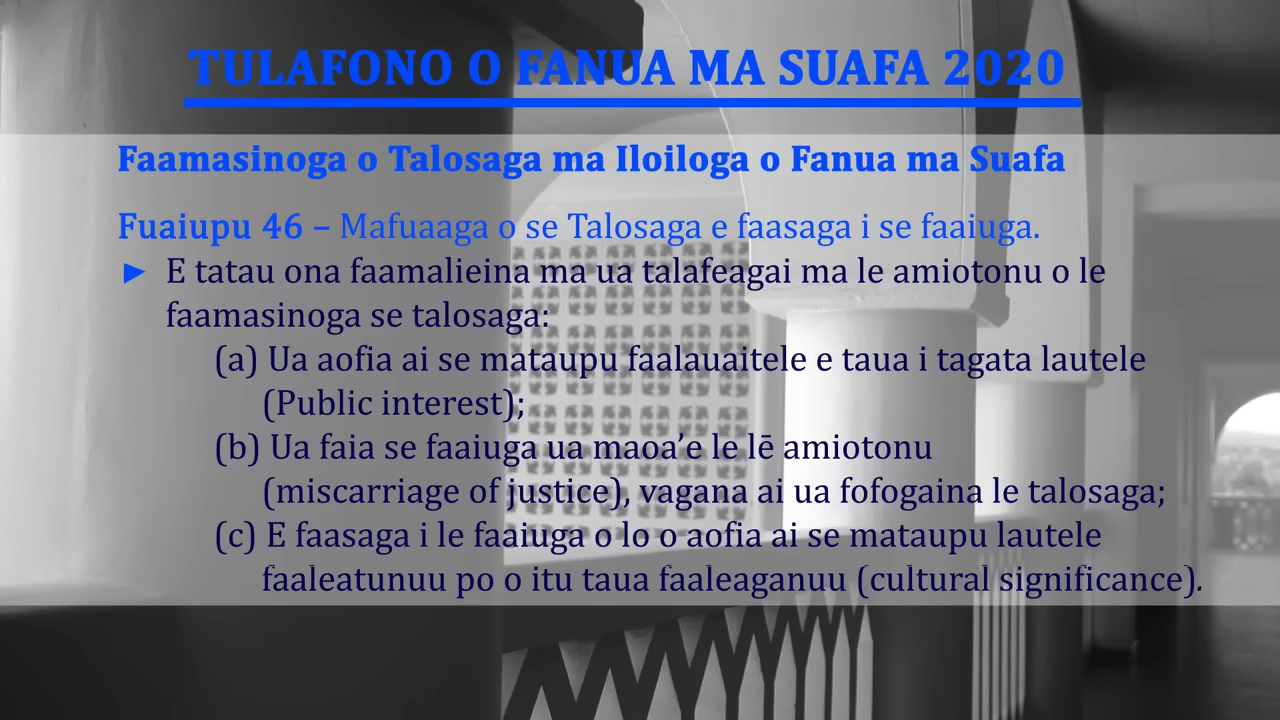 TULAFONO O FANUA MA SUAFA 2020
Faamasinoga o Talosaga ma Iloiloga o Fanua ma Suafa
Fuaiupu 46 – Mafuaaga o se Talosaga e faasaga i se faaiuga.
► E tatau ona faamalieina ma ua talafeagai ma le amiotonu o le
faamasinoga se talosaga:
(a) Ua aofia ai se mataupu faalauaitele e taua i tagata lautele
(Public interest);
(b) Ua faia se faaiuga ua maoa’e le lē amiotonu
(miscarriage of justice), vagana ai ua fofogaina le talosaga;
(c) E faasaga i le faaiuga o lo o aofia ai se mataupu lautele
faaleatunuu po o itu taua faaleaganuu (cultural significance).